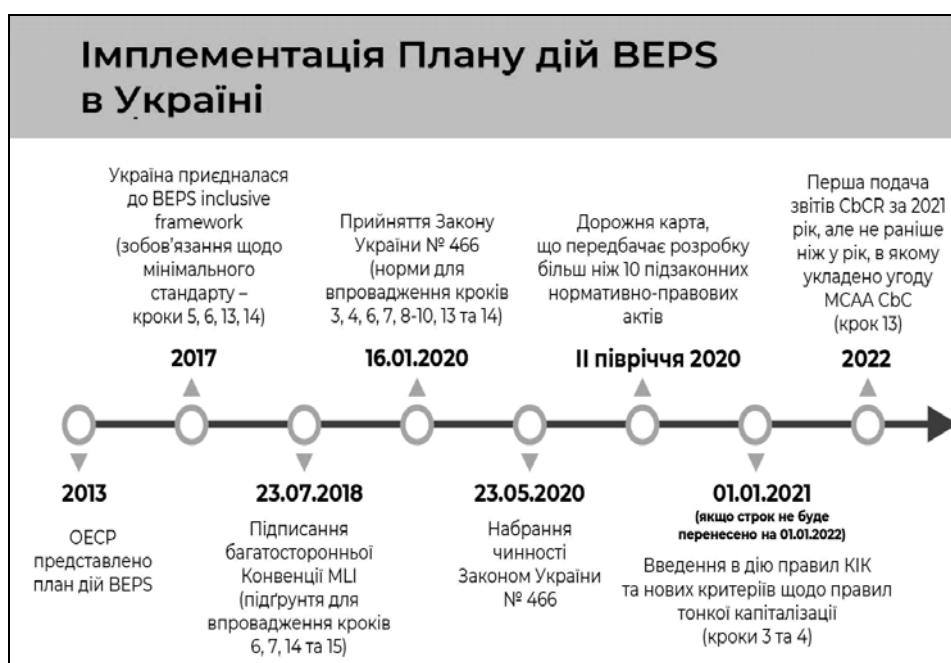 Імплементація Плану дій BEPS
в Україні
Україна приєдналася
до BEPS inclusive
framework
(зобов’язання щодо
мінімального
стандарту –
кроки 5, 6, 13, 14)
2017
Прийняття Закону
України № 466
(норми для
впровадження кроків
3, 4, 6, 7, 8-10, 13 та 14)
16.01.2020
Дорожня карта,
що передбачає розробку
більш ніж 10 підзаконних
нормативно-правових
актів
II півріччя 2020
Перша подача
звітів CbCR за 2021
рік, але не раніше
ніж у рік, в якому
укладено угоду
MCAA CbC
(крок 13)
2022
2013
ОЕСР
представлено
план дій BEPS
23.07.2018
Підписання
багатосторонньої
Конвенції MLI
(підґрунтя для
впровадження кроків
6, 7, 14 та 15)
23.05.2020
Набрання
чинності
Законом України
№ 466
01.01.2021
(якщо строк не буде
перенесено на 01.01.2022)
Введення в дію правил КІК
та нових критеріїв щодо правил
тонкої капіталізації
(кроки 3 та 4)